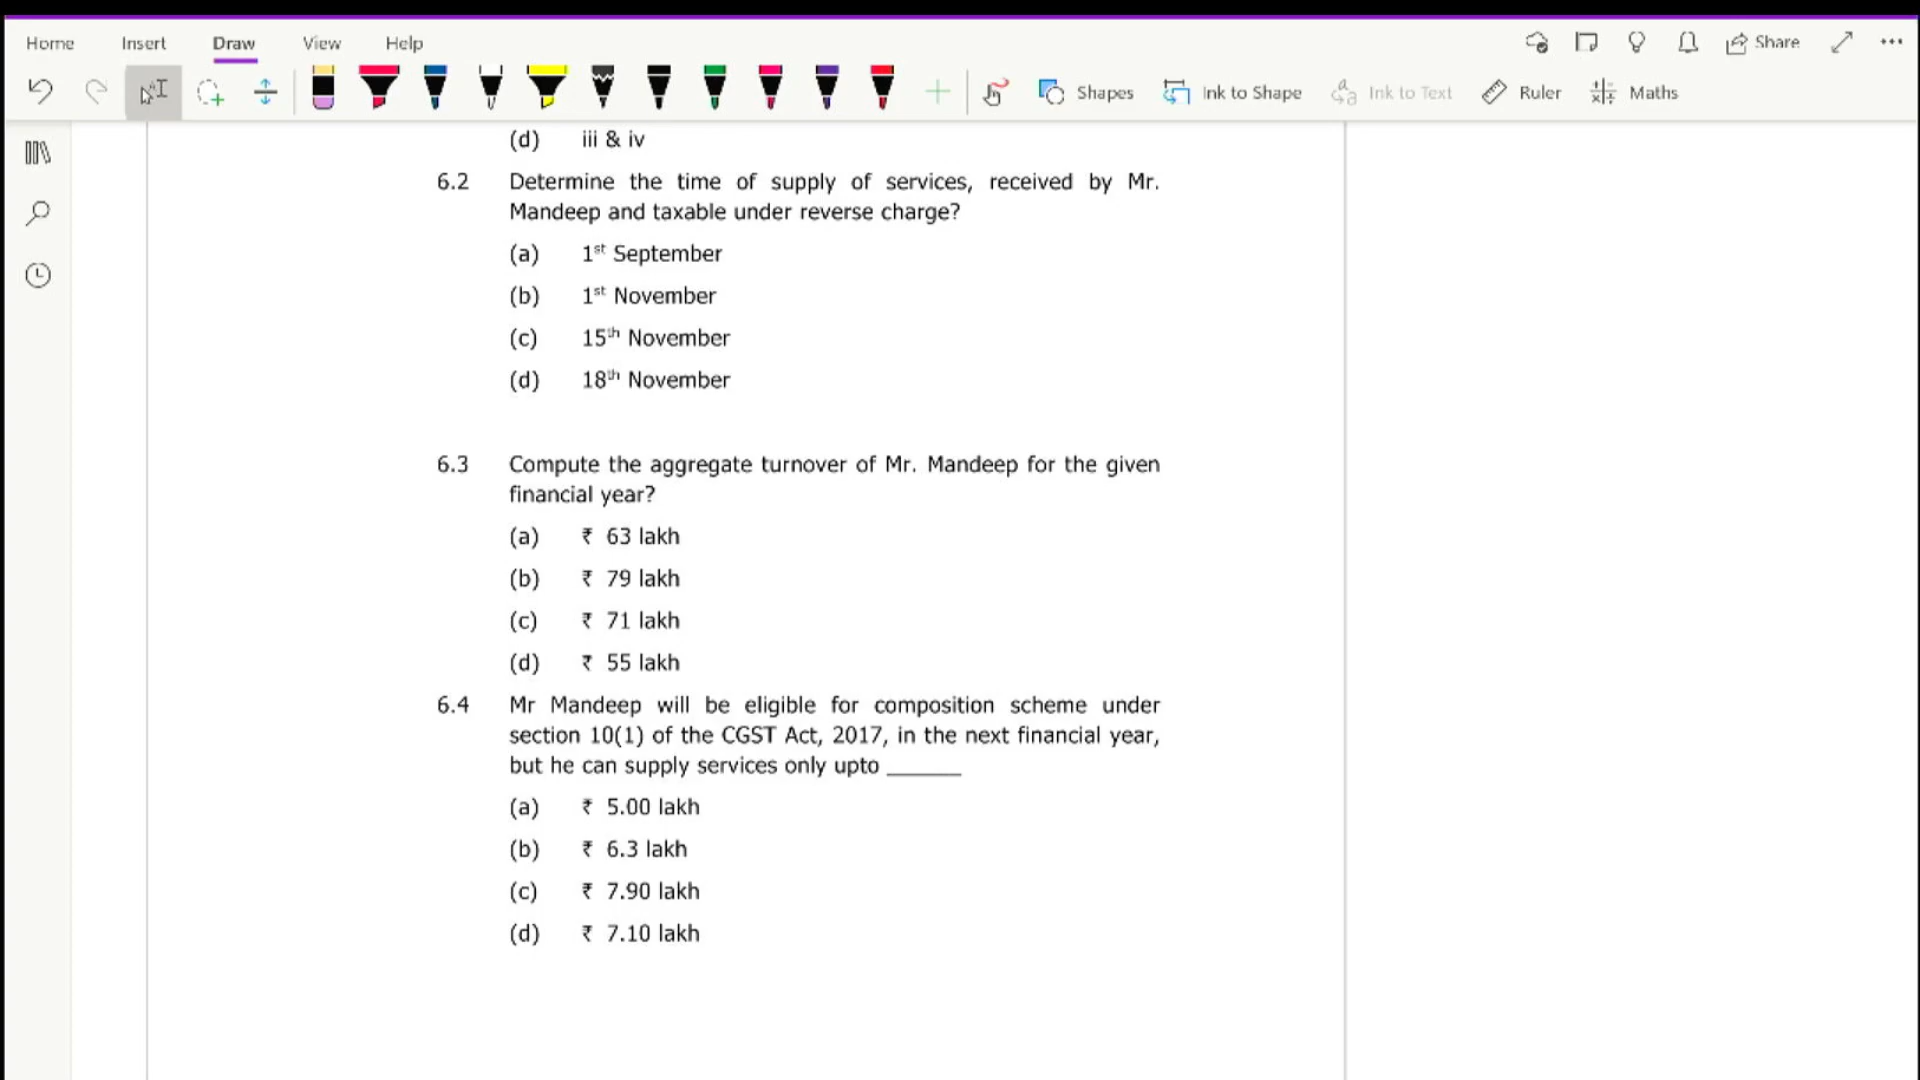 Home Insert Draw View Help Share
Shapes Ink to Shape Ink to Text Ruler Maths
(d) iii & iv
6.2 Determine the time of supply of services, received by Mr.
Mandeep and taxable under reverse charge?
(a) 1st September
(b) 1st November
(c) 15th November
(d) 18th November
6.3 Compute the aggregate turnover of Mr. Mandeep for the given
financial year?
(a) ₹ 63 lakh
(b) ₹ 79 lakh
(c) ₹ 71 lakh
(d) ₹ 55 lakh
6.4 Mr Mandeep will be eligible for composition scheme under
section 10(1) of the CGST Act, 2017, in the next financial year,
but he can supply services only upto ______
(a) ₹ 5.00 lakh
(b) ₹ 6.3 lakh
(c) ₹ 7.90 lakh
(d) ₹ 7.10 lakh